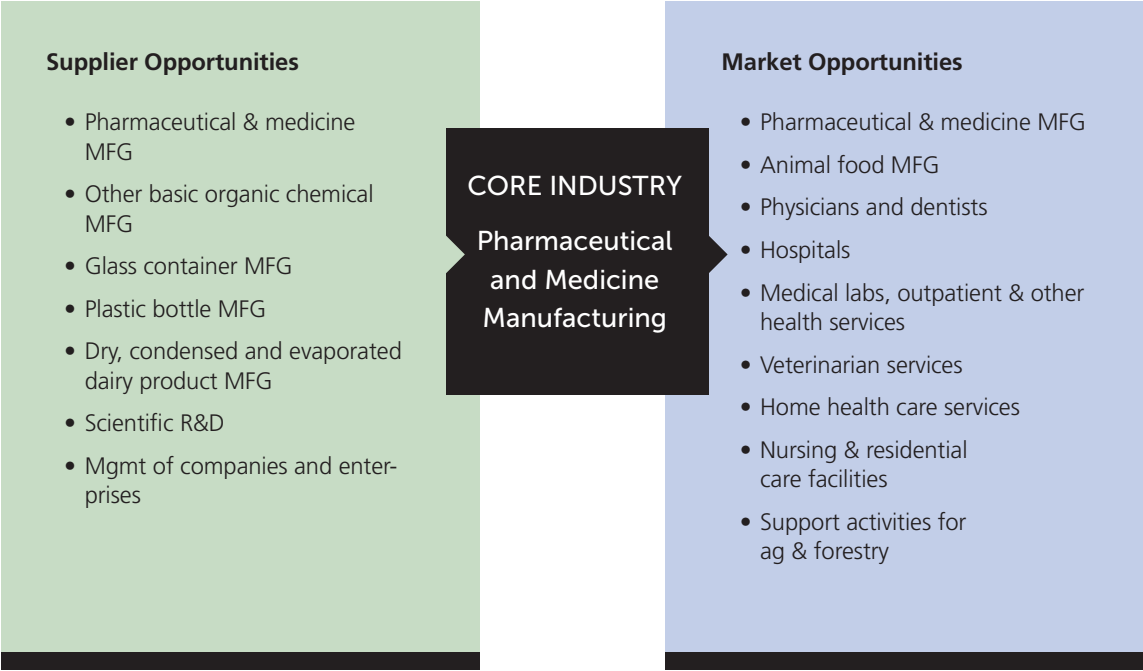 Supplier Opportunities
• Pharmaceutical & medicine
MFG
• Other basic organic chemical
MFG
• Glass container MFG
• Plastic bottle MFG
• Dry, condensed and evaporated
dairy product MFG
• Scientific R&D
• Mgmt of companies and enter-
prises
CORE INDUSTRY
Pharmaceutical
and Medicine
Manufacturing
Market Opportunities
• Pharmaceutical & medicine MFG
• Animal food MFG
• Physicians and dentists
• Hospitals
• Medical labs, outpatient & other
health services
• Veterinarian services
• Home health care services
• Nursing & residential
care facilities
• Support activities for
ag & forestry